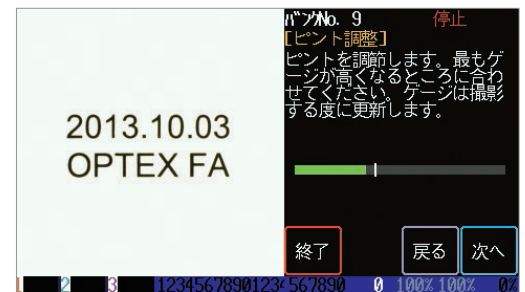 バンクNo. 9 停止
[ピント調整]
ピントを調節します。最もゲ
ージが高くなるところに合わ
せてください。ゲージは撮影
する度に更新します。
2013.10.03
OPTEX FA
終了 戻る 次へ
1 2 3 12345678901234567890 0 100% 100% 0%